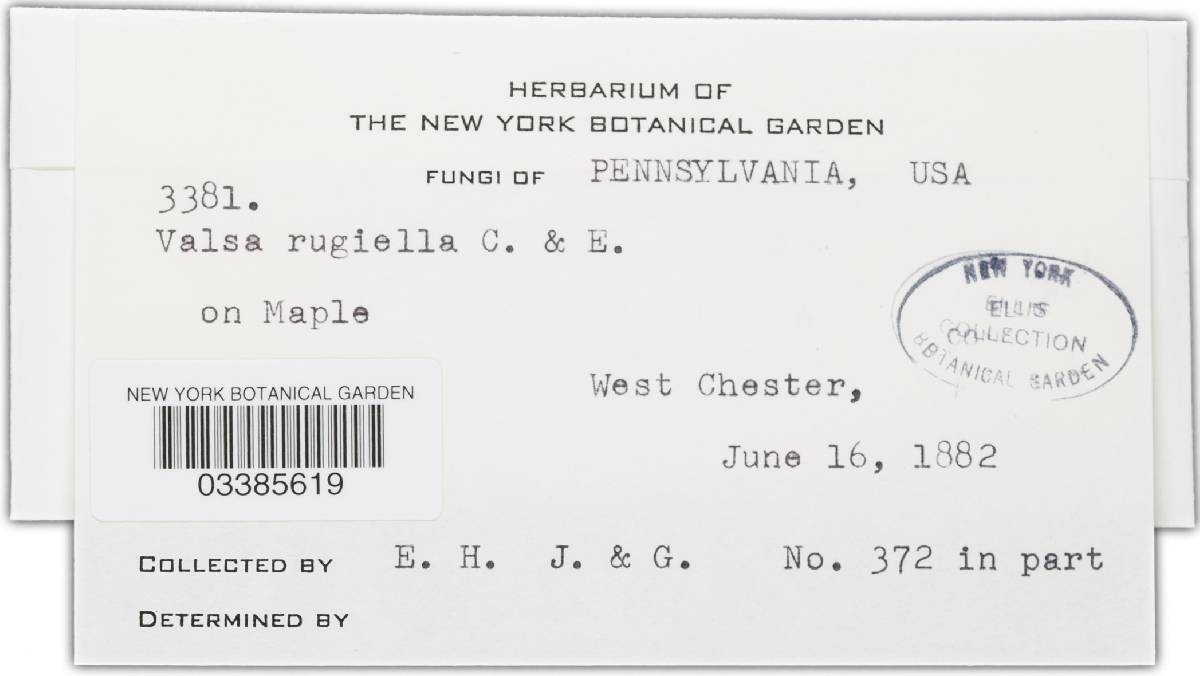 HERBARIUM OF
THE NEW YORK BOTANICAL GARDEN
FUNGI OF PENNSYLVANIA, USA
3381.
Valsa rugiella C. & E.
on Maple
NEW YORK
ELLIS
COLLECTION
BOTANICAL GARDEN
West Chester,
June 16, 1882
NEW YORK BOTANICAL GARDEN
03385619
COLLECTED BY E. H. J. & G. No. 372 in part
DETERMINED BY